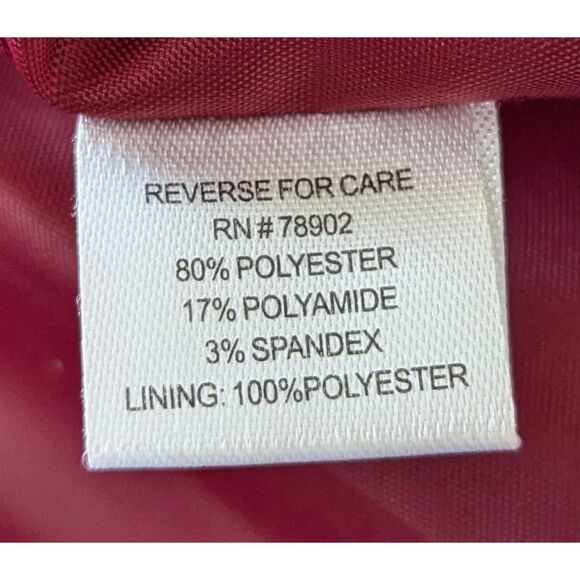 REVERSE FOR CARE
RN # 78902
80% POLYESTER
17% POLYAMIDE
3% SPANDEX
LINING: 100%POLYESTER